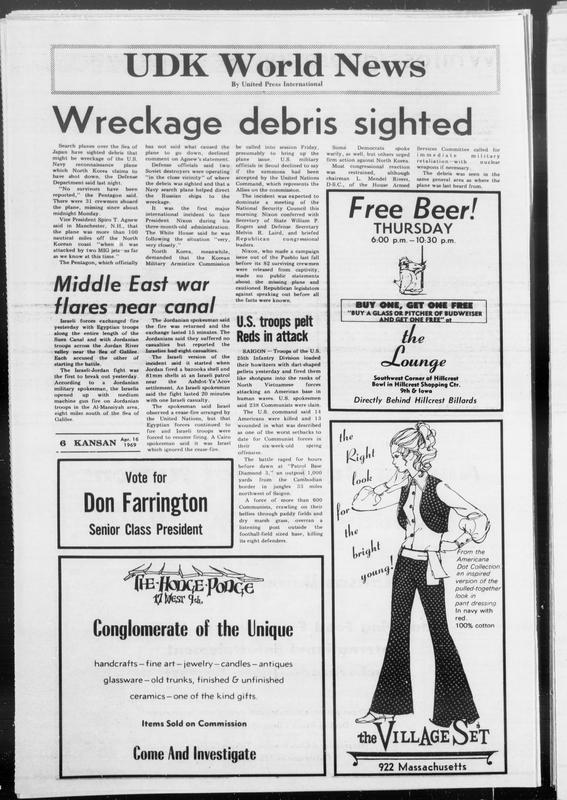 UDK World News
By United Press International
Wreckage debris sighted
Search planes over the Sea of
Japan have sighted debris that
might be wreckage of the U.S.
Navy reconnaissance plane
which North Korea claims to
have shot down, the Defense
Department said last night.
"No survivors have been
reported," the Pentagon said.
There were 31 crewmen aboard
the plane, missing since about
midnight Monday.
Vice President Spiro T. Agnew
said in Manchester, N.H., that
the plane was more than 100
nautical miles off the North
Korean coast "when it was
attacked by two MIG jets—as far
as we know at this time."
The Pentagon, which officially
has not said what caused the
plane to go down, declined
comment on Agnew's statement.
Defense officials said two
Soviet destroyers were operating
"in the close vicinity" of where
the debris was sighted and that a
Navy search plane helped direct
the Russian ships to the
wreckage.
It was the first major
international incident to face
President Nixon during his
three-month-old administration.
The White House said he was
following the situation "very,
very closely."
North Korea, meanwhile,
demanded that the Korean
Military Armistice Commission
be called into session Friday,
presumably to bring up the
plane issue. U.S. military
officials in Seoul declined to say
if the summons had been
accepted by the United Nations
Command, which represents the
Allies on the commission.
The incident was expected to
dominate a meeting of the
National Security Council this
morning. Nixon conferred with
Secretary of State William P.
Rogers and Defense Secretary
Melvin R. Laird, and briefed
Republican congressional
leaders.
Nixon, who made a campaign
issue out of the Pueblo last fall
before its 82 surviving crewmen
were released from captivity,
made no public statements
about the missing plane and
cautioned Republican legislators
against speaking out before all
the facts were known.
Some Democrats spoke
warily, as well, but others urged
firm action against North Korea.
Most congressional reaction
was restrained, although
chairman L. Mendel Rivers,
D-S.C., of the House Armed
Services Committee called for
immediate military
retaliation—with nuclear
weapons if necessary.
The debris was seen in the
same general area as where the
plane was last heard from.
Middle East war
flares near canal
Israeli forces exchanged fire
yesterday with Egyptian troops
along the entire length of the
Suez Canal and with Jordanian
troops across the Jordan River
valley near the Sea of Galilee.
Each accused the other of
starting the battle.
The Israeli-Jordan fight was
the first to break out yesterday.
According to a Jordanian
military spokesman, the Israelis
opened up with medium
machine gun fire on Jordanian
troops in the Al-Mansiyah area,
eight miles south of the Sea of
Galilee.
The Jordanian spokesman said
the fire was returned and the
exchange lasted 15 minutes. The
Jordanians said they suffered no
casualties but reported the
Israelies had eight casualties.
The Israeli version of the
incident said it started when
Jordan fired a bazooka shell and
81mm shells at an Israeli patrol
near the Ashdot-Ya'Acov
settlement. Israeli spokesman
said the fight lasted 20 minutes
with one Israeli casualty.
The spokesman said Israel
observed a cease-fire arranged by
the United Nations, but that
Egyptian forces continued to
fire and Israeli troops were
forced to resume firing. A Cairo
spokesman said it was Israel
which ignored the cease-fire.
U.S. troops pelt
Reds in attack
SAIGON — Troops of the U.S.
25th Infantry Division loaded
their howitzers with dart-shaped
pellets yesterday and fired them
like shotguns into the ranks of
North Vietnamese forces
attacking an American base in
human waves. U.S. spokesmen
said 238 Communists were slain.
The U.S. command said 14
Americans were killed and 13
wounded in what was described
as one of the worst setbacks to
date for Communist forces in
their six-week-old spring
offensive.
The battle raged for hours
before dawn at "Patrol Base
Diamond 3," an outpost 1,000
yards from the Cambodian
border in jungles 33 miles
northwest of Saigon.
A force of more than 600
Communists, crawling on their
bellies through paddy fields and
dry marsh grass, overran a
listening post outside the
football-field sized base, killing
its eight defenders.
6 KANSAN Apr. 16
1969
Vote for
Don Farrington
Senior Class President
THE HODGE-PODGE
17 West 9th
Conglomerate of the Unique
handcrafts – fine art – jewelry – candles – antiques
glassware – old trunks, finished & unfinished
ceramics – one of the kind gifts.
Items Sold on Commission
Come And Investigate
Free Beer!
THURSDAY
6:00 p.m. – 10:30 p.m.
BUY ONE, GET ONE FREE
"BUY A GLASS OR PITCHER OF BUDWEISER
AND GET ONE FREE" at
the
Lounge
Southwest Corner of Hillcrest
Bowl in Hillcrest Shopping Ctr.
9th & Iowa
Directly Behind Hillcrest Billards
the
Right
look
for
the
bright
young!
From the
Americana
Dot Collection
an inspired
version of the
pulled-together
look in
pant dressing.
In navy with
red.
100% cotton
the VILLAGE SET
922 Massachusetts